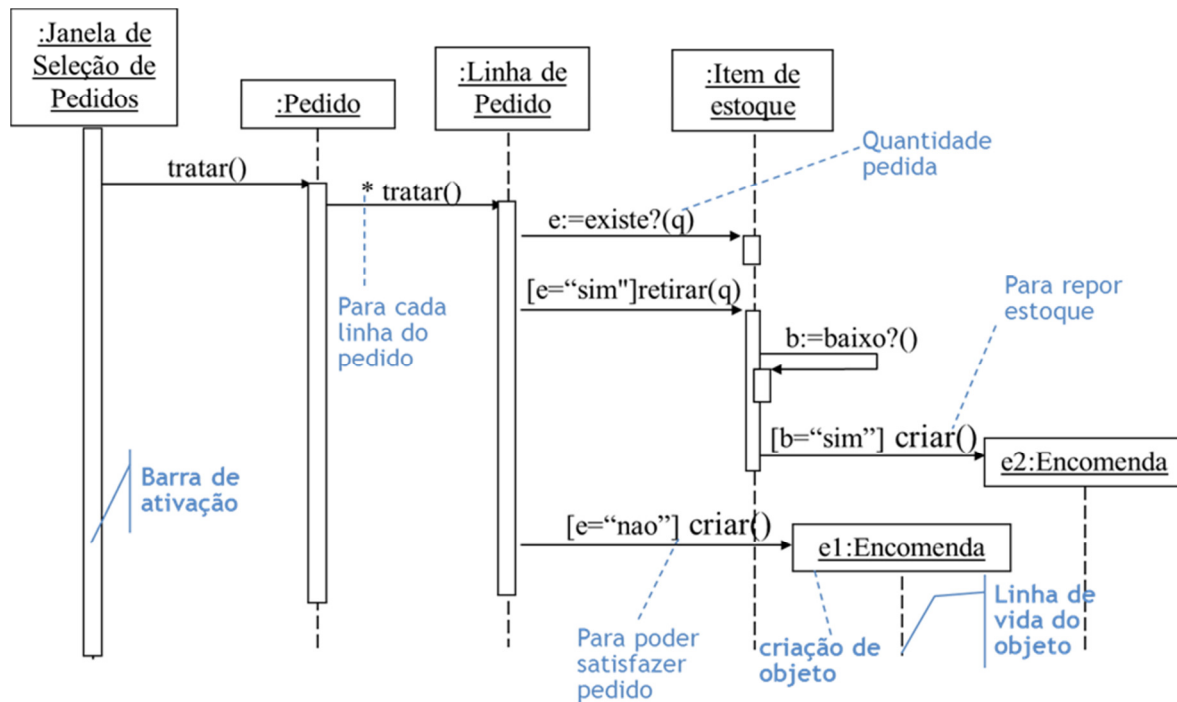 :Janela de
Seleção de
Pedidos
:Pedido
:Linha de
Pedido
:Item de
estoque
Quantidade
pedida
tratar()
* tratar()
e:=existe?(q)
[e=“sim"]retirar(q)
Para cada
linha do
pedido
Para repor
estoque
b:=baixo?()
[b=“sim”] criar()
e2:Encomenda
Barra de
ativação
[e=“nao”] criar()
e1:Encomenda
Para poder
satisfazer
pedido
criação de
objeto
Linha de
vida do
objeto